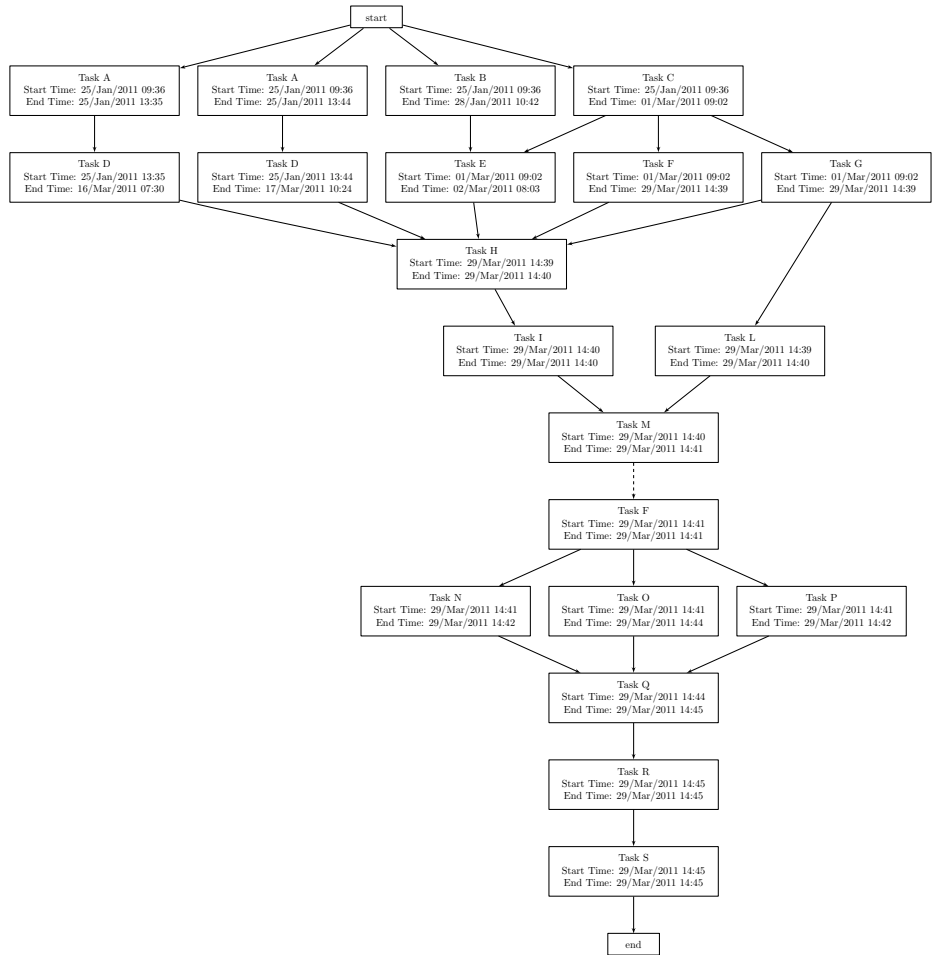 start
Task A
Start Time: 25/Jan/2011 09:36
End Time: 25/Jan/2011 13:35
Task A
Start Time: 25/Jan/2011 09:36
End Time: 25/Jan/2011 13:44
Task B
Start Time: 25/Jan/2011 09:36
End Time: 28/Jan/2011 10:42
Task C
Start Time: 25/Jan/2011 09:36
End Time: 01/Mar/2011 09:02
Task D
Start Time: 25/Jan/2011 13:35
End Time: 16/Mar/2011 07:30
Task D
Start Time: 25/Jan/2011 13:44
End Time: 17/Mar/2011 10:24
Task E
Start Time: 01/Mar/2011 09:02
End Time: 02/Mar/2011 08:03
Task F
Start Time: 01/Mar/2011 09:02
End Time: 29/Mar/2011 14:39
Task G
Start Time: 01/Mar/2011 09:02
End Time: 29/Mar/2011 14:39
Task H
Start Time: 29/Mar/2011 14:39
End Time: 29/Mar/2011 14:40
Task I
Start Time: 29/Mar/2011 14:40
End Time: 29/Mar/2011 14:40
Task L
Start Time: 29/Mar/2011 14:39
End Time: 29/Mar/2011 14:40
Task M
Start Time: 29/Mar/2011 14:40
End Time: 29/Mar/2011 14:41
Task F
Start Time: 29/Mar/2011 14:41
End Time: 29/Mar/2011 14:41
Task N
Start Time: 29/Mar/2011 14:41
End Time: 29/Mar/2011 14:42
Task O
Start Time: 29/Mar/2011 14:41
End Time: 29/Mar/2011 14:44
Task P
Start Time: 29/Mar/2011 14:41
End Time: 29/Mar/2011 14:42
Task Q
Start Time: 29/Mar/2011 14:44
End Time: 29/Mar/2011 14:45
Task R
Start Time: 29/Mar/2011 14:45
End Time: 29/Mar/2011 14:45
Task S
Start Time: 29/Mar/2011 14:45
End Time: 29/Mar/2011 14:45
end